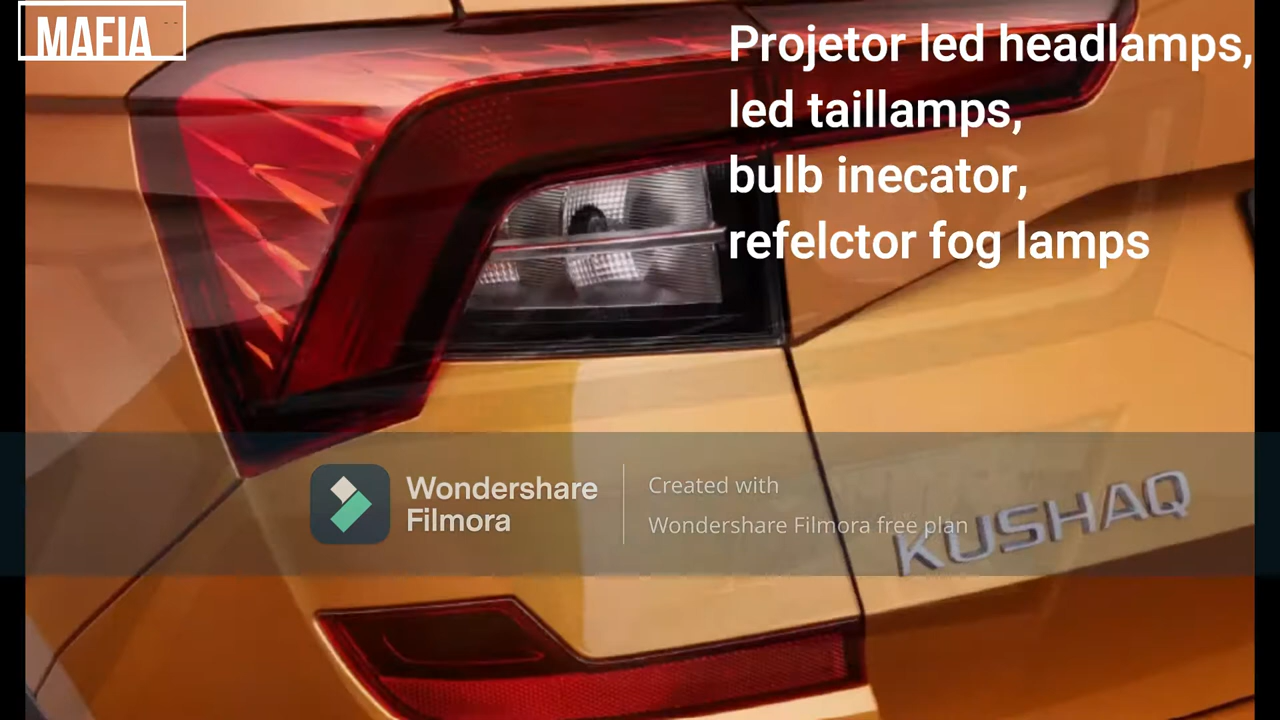 MAFIA
Projetor led headlamps,
led taillamps,
bulb inecator,
refelctor fog lamps
Wondershare
Filmora
Created with
Wondershare Filmora free plan
KUSHAQ